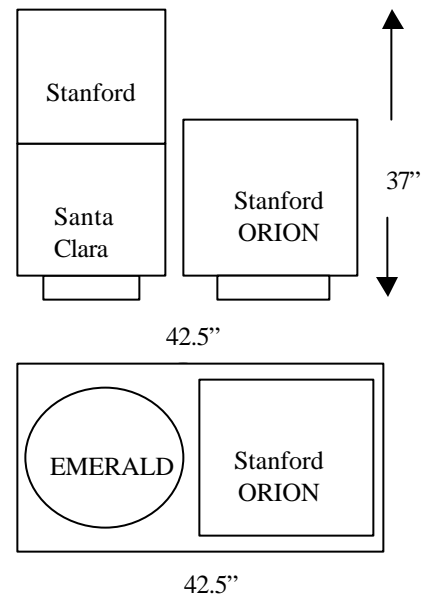 Stanford
Santa
Clara
Stanford
ORION
37”
42.5”
EMERALD
Stanford
ORION
42.5”